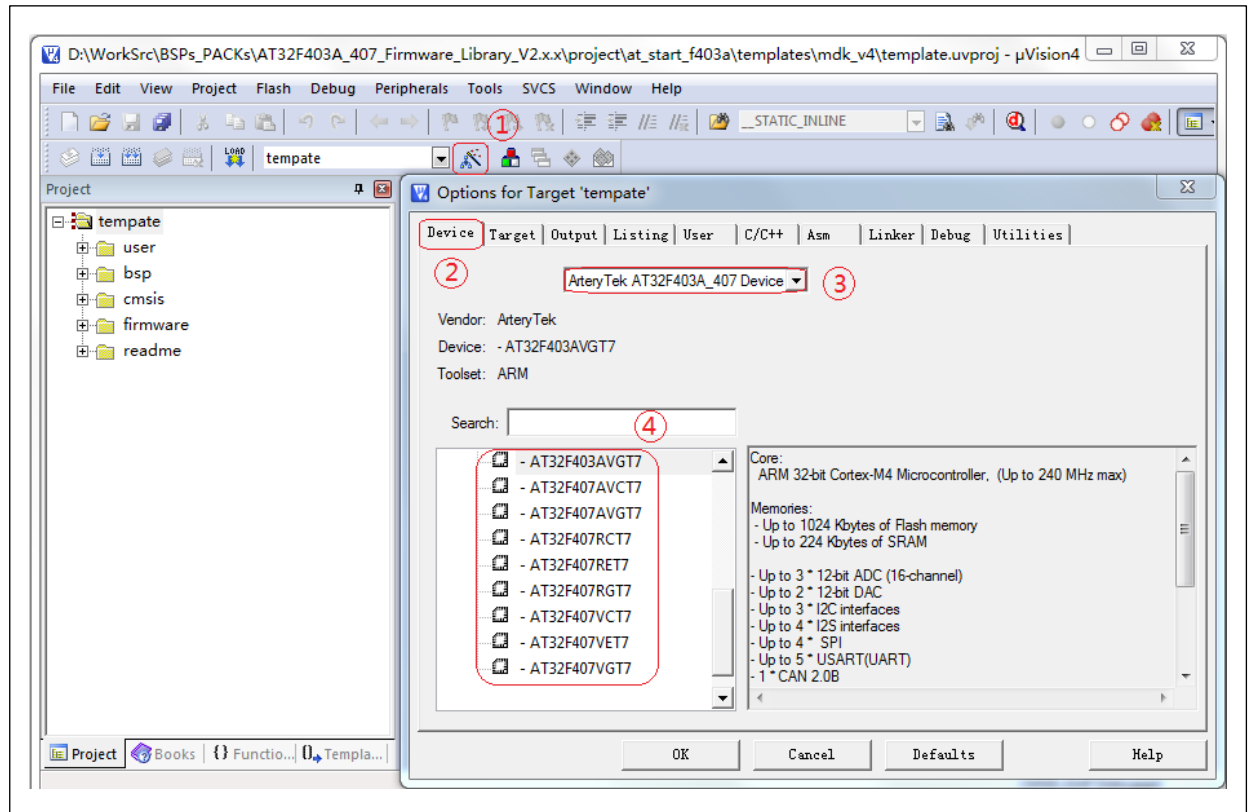 D:\WorkSrc\BSPs_PACKs\AT32F403A_407_Firmware_Library_V2.x.x\project\at_start_f403a\templates\mdk_v4\template.uvproj - µVision4
File Edit View Project Flash Debug Peripherals Tools SVCS Window Help
①
__STATIC_INLINE
LOAD
tempate
Project
tempate
user
bsp
cmsis
firmware
readme
Project Books {} Functio... Templa...
Options for Target 'tempate'
Device Target Output Listing User C/C++ Asm Linker Debug Utilities
②
ArteryTek AT32F403A_407 Device
③
Vendor: ArteryTek
Device: - AT32F403AVGT7
Toolset: ARM
Search:
④
- AT32F403AVGT7
- AT32F407AVCT7
- AT32F407AVGT7
- AT32F407RCT7
- AT32F407RET7
- AT32F407RGT7
- AT32F407VCT7
- AT32F407VET7
- AT32F407VGT7
Core:
ARM 32-bit Cortex-M4 Microcontroller, (Up to 240 MHz max)
Memories:
- Up to 1024 Kbytes of Flash memory
- Up to 224 Kbytes of SRAM
- Up to 3 * 12-bit ADC (16-channel)
- Up to 2 * 12-bit DAC
- Up to 3 * I2C interfaces
- Up to 4 * I2S interfaces
- Up to 4 * SPI
- Up to 5 * USART(UART)
- 1 * CAN 2.0B
OK Cancel Defaults Help